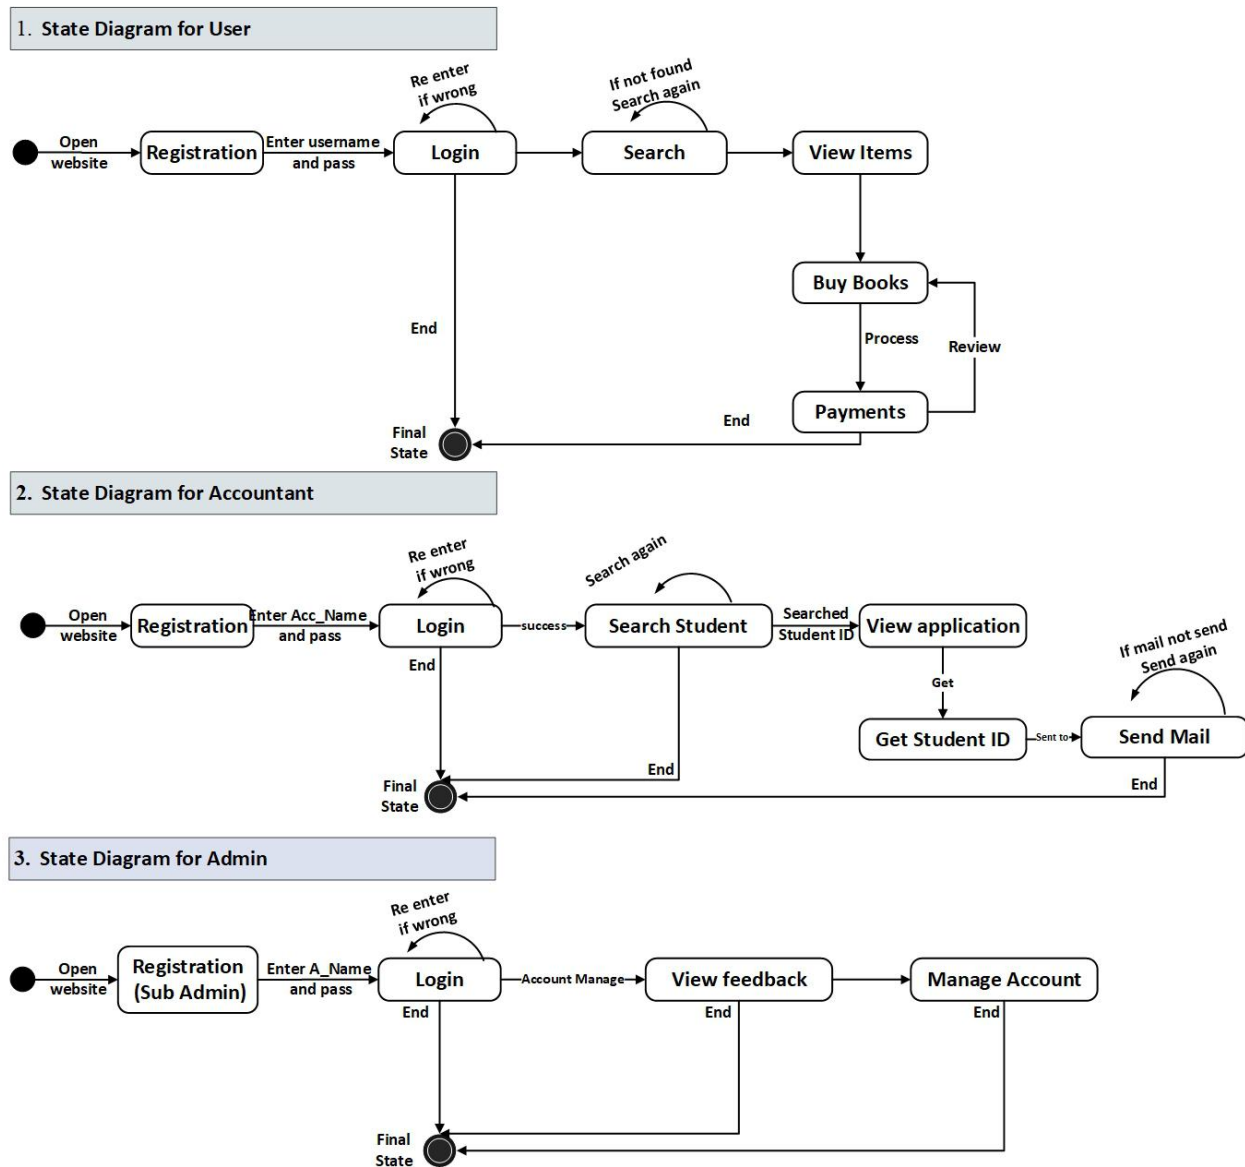 1. State Diagram for User
Re enter
if wrong
If not found
Search again
Open
website
Registration
Enter username
and pass
Login
Search
View Items
Buy Books
End
Process
Review
Payments
End
Final
State
2. State Diagram for Accountant
Re enter
if wrong
Search again
Open
website
Registration
Enter Acc_Name
and pass
Login
success
Search Student
Searched
Student ID
View application
If mail not send
Send again
End
Get
Get Student ID
Sent to
Send Mail
End
End
Final
State
3. State Diagram for Admin
Re enter
if wrong
Open
website
Registration
(Sub Admin)
Enter A_Name
and pass
Login
Account Manage
View feedback
Manage Account
End
End
End
Final
State